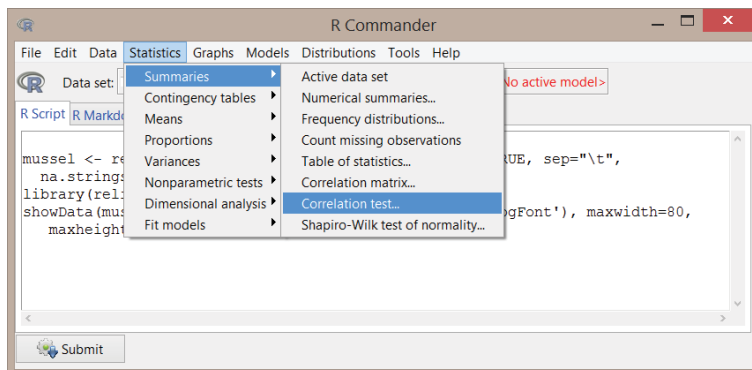 R Commander
File Edit Data Statistics Graphs Models Distributions Tools Help
Data set: No active model>
R Script R Markdo
Summaries
Contingency tables
Means
Proportions
Variances
Nonparametric tests
Dimensional analysis
Fit models
Active data set
Numerical summaries...
Frequency distributions...
Count missing observations
Table of statistics...
Correlation matrix...
Correlation test...
Shapiro-Wilk test of normality...
mussel <- re RUE, sep="\t",
na.strings
library(reli
showData(mus ogFont'), maxwidth=80,
maxheight
Submit